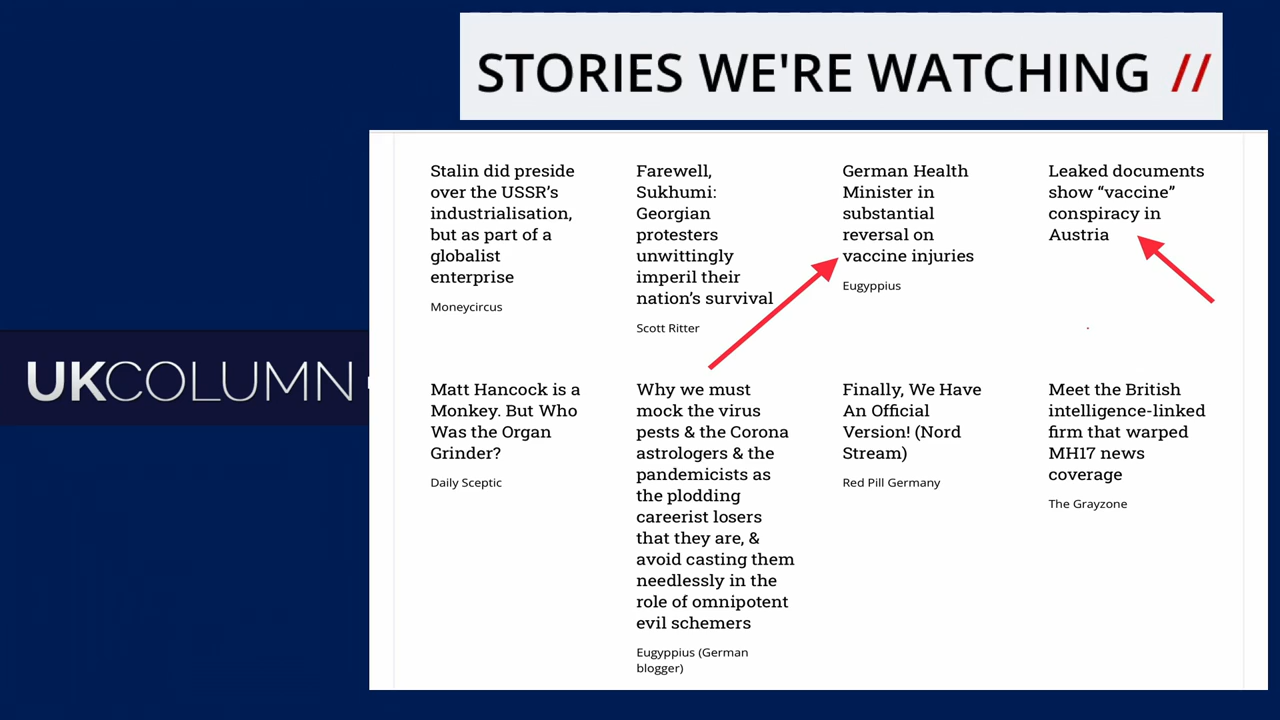 STORIES WE'RE WATCHING //
Stalin did preside
over the USSR's
industrialisation,
but as part of a
globalist
enterprise
Moneycircus
Farewell,
Sukhumi:
Georgian
protesters
unwittingly
imperil their
nation's survival
Scott Ritter
German Health
Minister in
substantial
reversal on
vaccine injuries
Eugyppius
Leaked documents
show “vaccine”
conspiracy in
Austria
UKCOLUMN
Matt Hancock is a
Monkey. But Who
Was the Organ
Grinder?
Daily Sceptic
Why we must
mock the virus
pests & the Corona
astrologers & the
pandemicists as
the plodding
careerist losers
that they are, &
avoid casting them
needlessly in the
role of omnipotent
evil schemers
Eugyppius (German
blogger)
Finally, We Have
An Official
Version! (Nord
Stream)
Red Pill Germany
Meet the British
intelligence-linked
firm that warped
MH17 news
coverage
The Grayzone